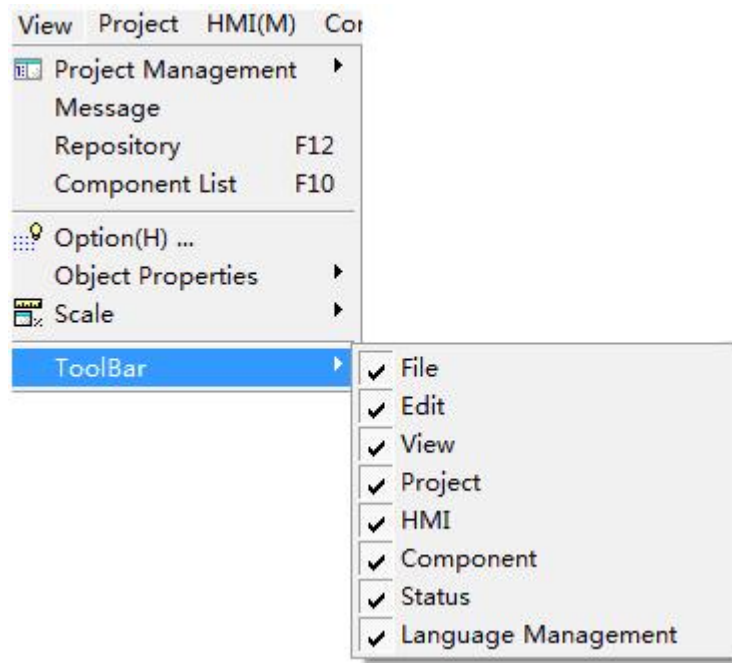 View Project HMI(M)
Project Management
Message
Repository F12
Component List F10
Option(H) ...
Object Properties
Scale
ToolBar
File
Edit
View
Project
HMI
Component
Status
Language Management